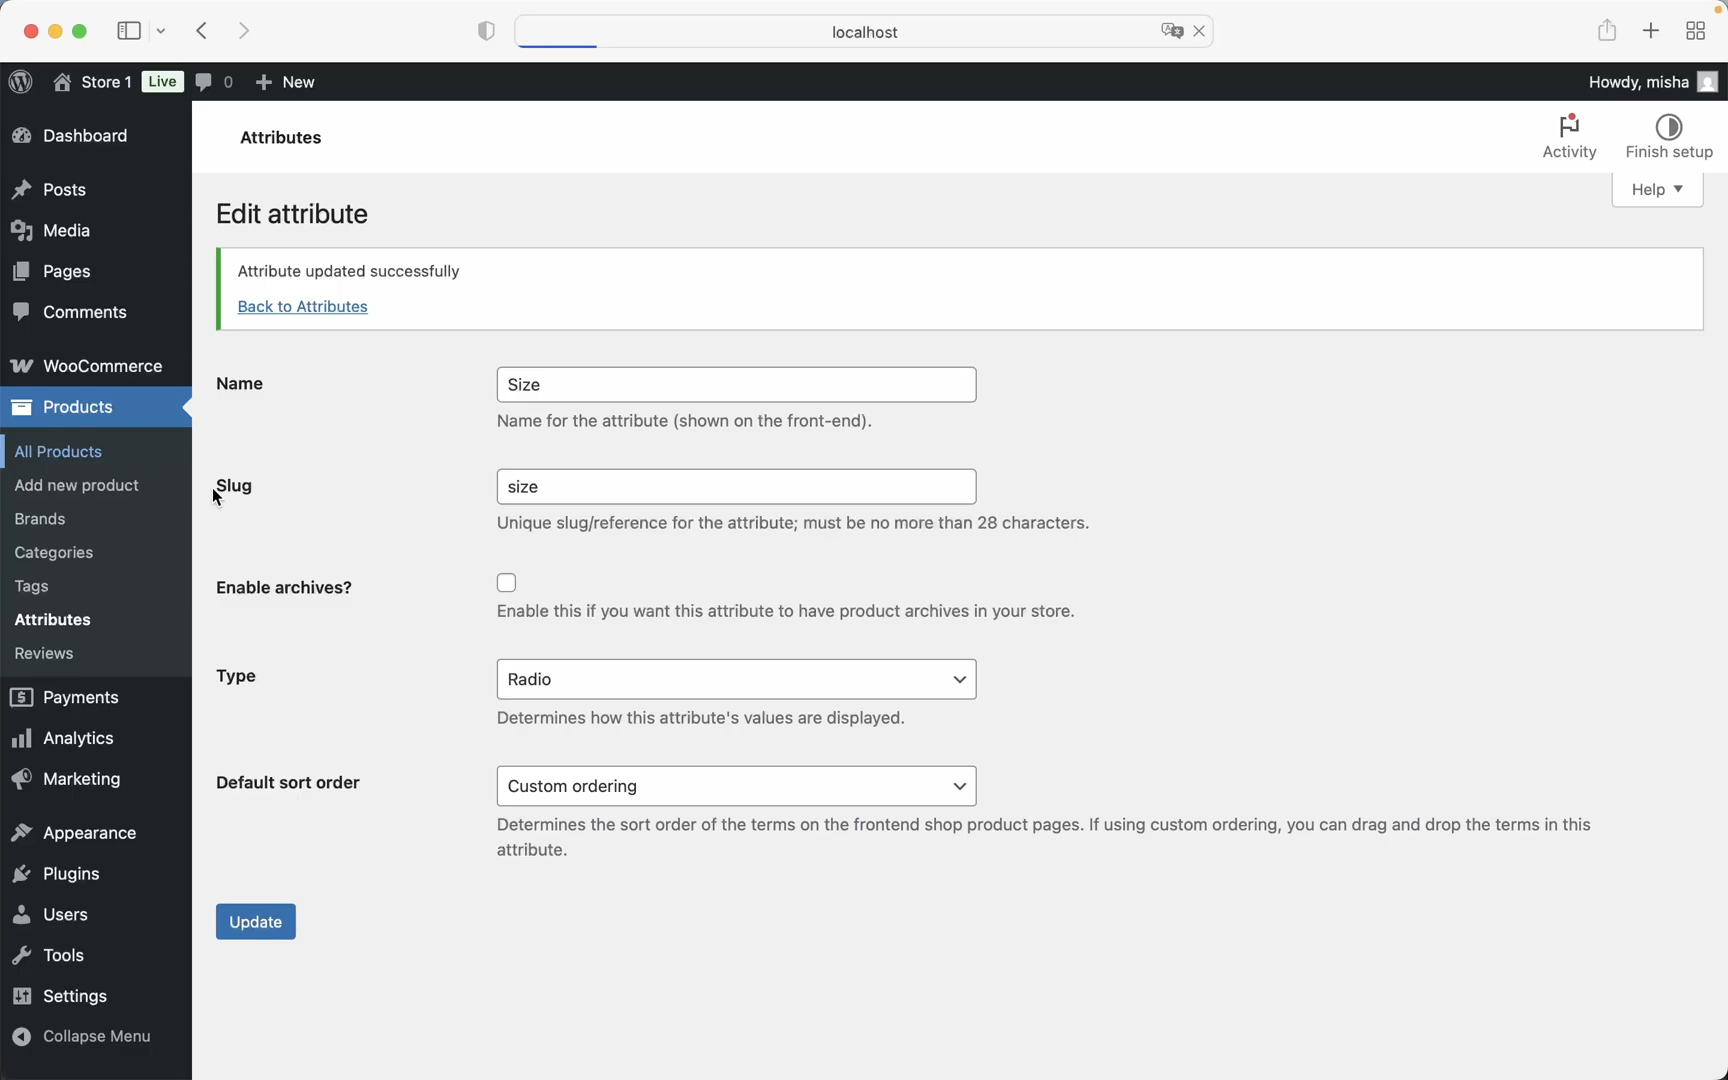 localhost
Store 1 Live 0 New Howdy, misha
Dashboard
Posts
Media
Pages
Comments
WooCommerce
Products
All Products
Add new product
Brands
Categories
Tags
Attributes
Reviews
Payments
Analytics
Marketing
Appearance
Plugins
Users
Tools
Settings
Collapse Menu
Attributes
Activity
Finish setup
Help
Edit attribute
Attribute updated successfully
Back to Attributes
Name
Size
Name for the attribute (shown on the front-end).
Slug
size
Unique slug/reference for the attribute; must be no more than 28 characters.
Enable archives?
Enable this if you want this attribute to have product archives in your store.
Type
Radio
Determines how this attribute's values are displayed.
Default sort order
Custom ordering
Determines the sort order of the terms on the frontend shop product pages. If using custom ordering, you can drag and drop the terms in this
attribute.
Update